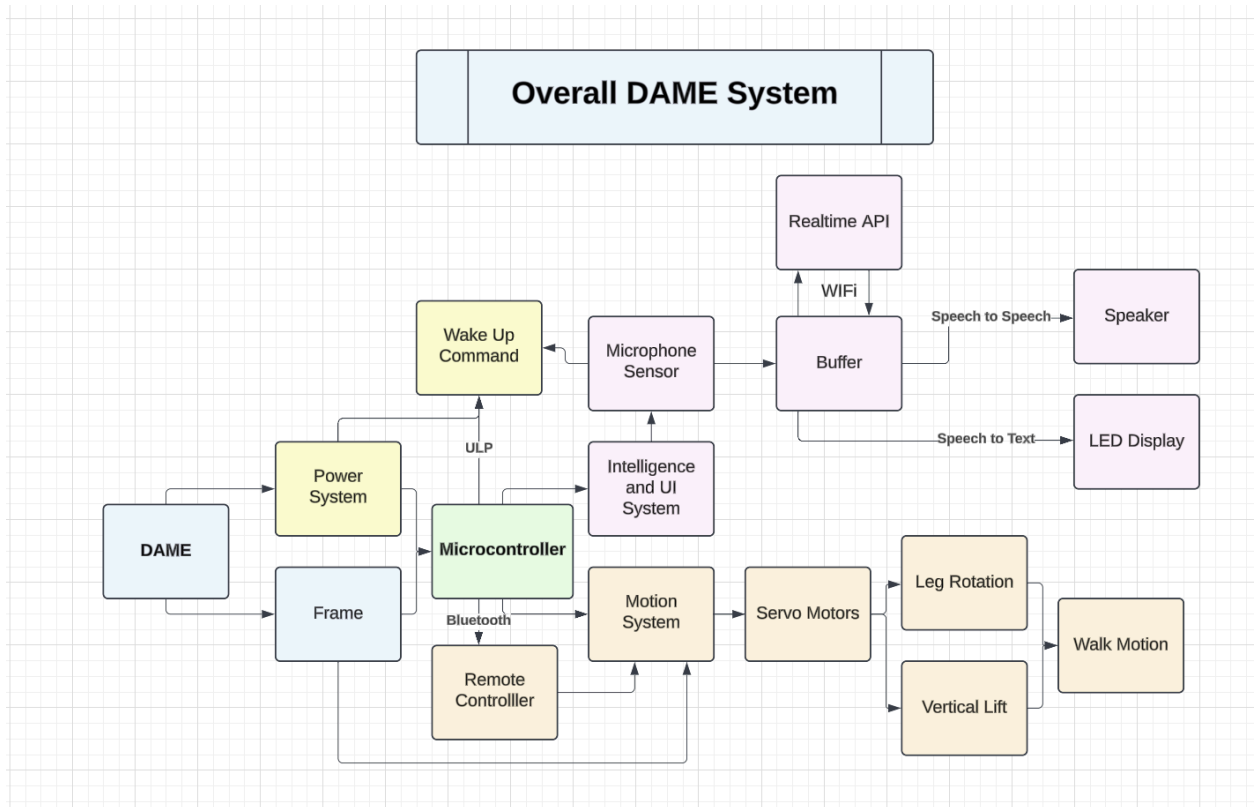 Overall DAME System
Realtime API
WIFi
Speech to Speech
Speaker
Wake Up
Command
Microphone
Sensor
Buffer
Speech to Text
LED Display
ULP
Power
System
Intelligence
and UI
System
DAME
Microcontroller
Frame
Bluetooth
Motion
System
Servo Motors
Leg Rotation
Walk Motion
Remote
Controlller
Vertical Lift